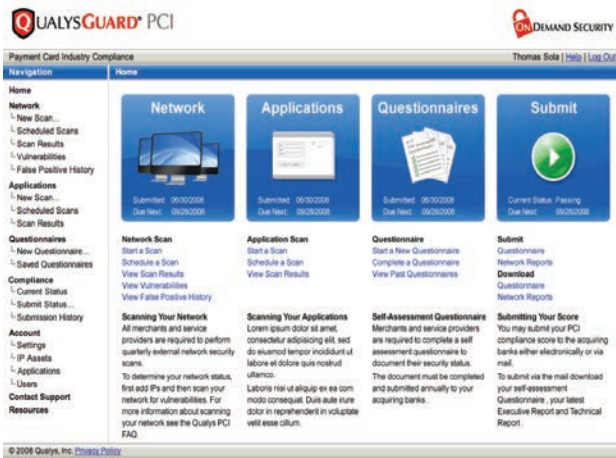 QUALYSGUARD® PCI
ON DEMAND SECURITY
Payment Card Industry Compliance
Thomas Sola | Help | Log Out
Navigation
Home
Home
Network
New Scan...
Scheduled Scans
Scan Results
Vulnerabilities
False Positive History
Applications
New Scan...
Scheduled Scans
Scan Results
Questionnaires
New Questionnaire...
Saved Questionnaires
Compliance
Current Status
Submit Status...
Submission History
Account
Settings
IP Assets
Applications
Users
Contact Support
Resources
Network
Submitted: 06/30/2008
Due Next: 09/28/2008
Network Scan
Start a Scan
Schedule a Scan
View Scan Results
View Vulnerabilities
View False Positive History
Scanning Your Network
All merchants and service
providers are required to perform
quarterly external network security
scans.
To determine your network status,
first add IPs and then scan your
network for vulnerabilities. For
more information about scanning
your network see the Qualys PCI
FAQ.
Applications
Submitted: 06/30/2008
Due Next: 09/28/2008
Application Scan
Start a Scan
Schedule a Scan
View Scan Results
Scanning Your Applications
Lorem ipsum dolor sit amet,
consectetur adipisicing elit, sed
do eiusmod tempor incididunt ut
labore et dolore quis nostrud
ullamco.
Laboris nisi ut aliquip ex ea com
modo consequat. Duis aute irure
dolor in reprehenderit in voluptate
velit esse cillum.
Questionnaires
Submitted: 06/30/2008
Due Next: 09/28/2008
Questionnaire
Start a New Questionnaire
Complete a Questionnaire
View Past Questionnaires
Self-Assessment Questionnaire
Merchants and service providers
are required to complete a self
assessment questionnaire to
document their security status.
The document must be completed
and submitted annually to your
acquiring banks.
Submit
Current Status: Passing
Due Next: 09/28/2008
Submit
Questionnaire
Network Reports
Download
Questionnaire
Network Reports
Submitting Your Score
You may submit your PCI
compliance score to the acquiring
banks either electronically or via
mail.
To submit via the mail download
your self-assessment
Questionnaire , your latest
Executive Report and Technical
Report .
© 2008 Qualys, Inc. Privacy Policy